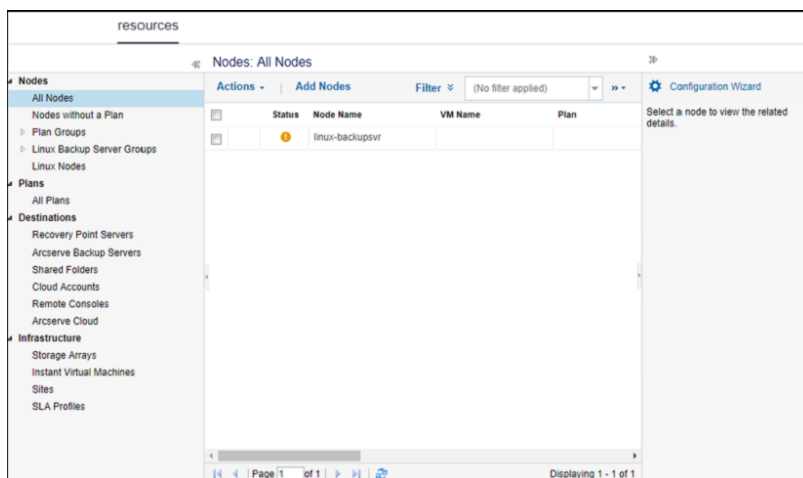 resources
Nodes: All Nodes
Nodes
All Nodes
Nodes without a Plan
Plan Groups
Linux Backup Server Groups
Linux Nodes
Plans
All Plans
Destinations
Recovery Point Servers
Arcserve Backup Servers
Shared Folders
Cloud Accounts
Remote Consoles
Arcserve Cloud
Infrastructure
Storage Arrays
Instant Virtual Machines
Sites
SLA Profiles
Actions | Add Nodes Filter (No filter applied)
Status Node Name VM Name Plan
linux-backupsvr
Page 1 of 1 Displaying 1 - 1 of 1
Configuration Wizard
Select a node to view the related
details.